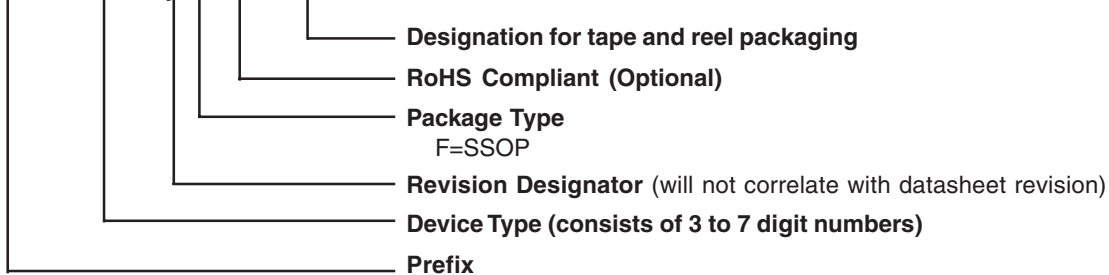 Designation for tape and reel packaging
RoHS Compliant (Optional)
Package Type
F=SSOP
Revision Designator (will not correlate with datasheet revision)
Device Type (consists of 3 to 7 digit numbers)
Prefix